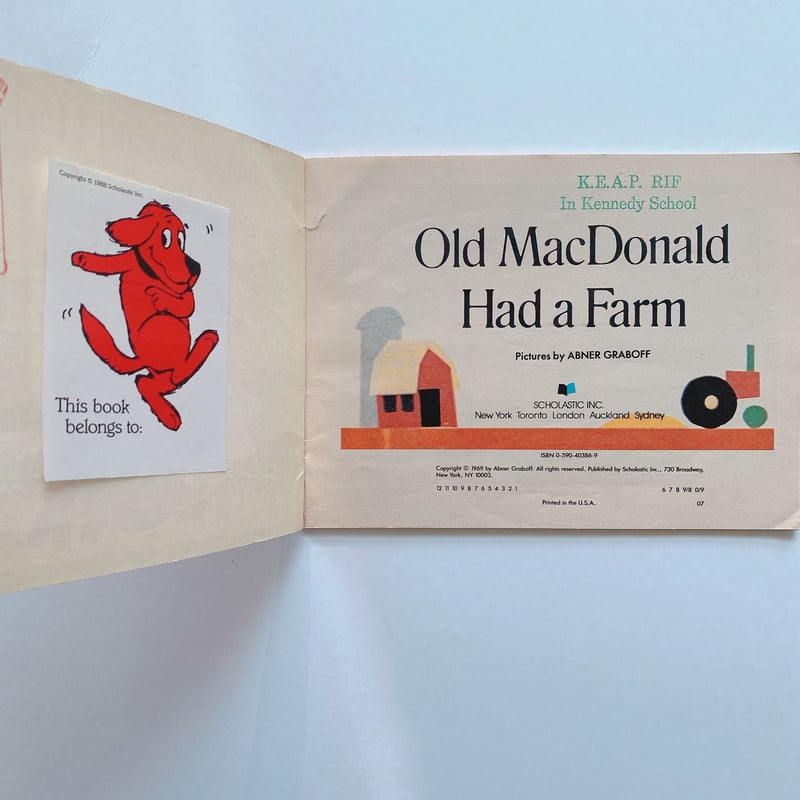 Copyright © 1988 Scholastic Inc.
This book
belongs to:
K.E.A.P. RIF
In Kennedy School
Old MacDonald
Had a Farm
Pictures by ABNER GRABOFF
SCHOLASTIC INC.
New York Toronto London Auckland Sydney
ISBN 0-590-40386-9
Copyright © 1969 by Abner Graboff. All rights reserved. Published by Scholastic Inc., 730 Broadway,
New York, NY 10003.
12 11 10 9 8 7 6 5 4 3 2 1 6 7 8 9/8 0/9
Printed in the U.S.A. 07